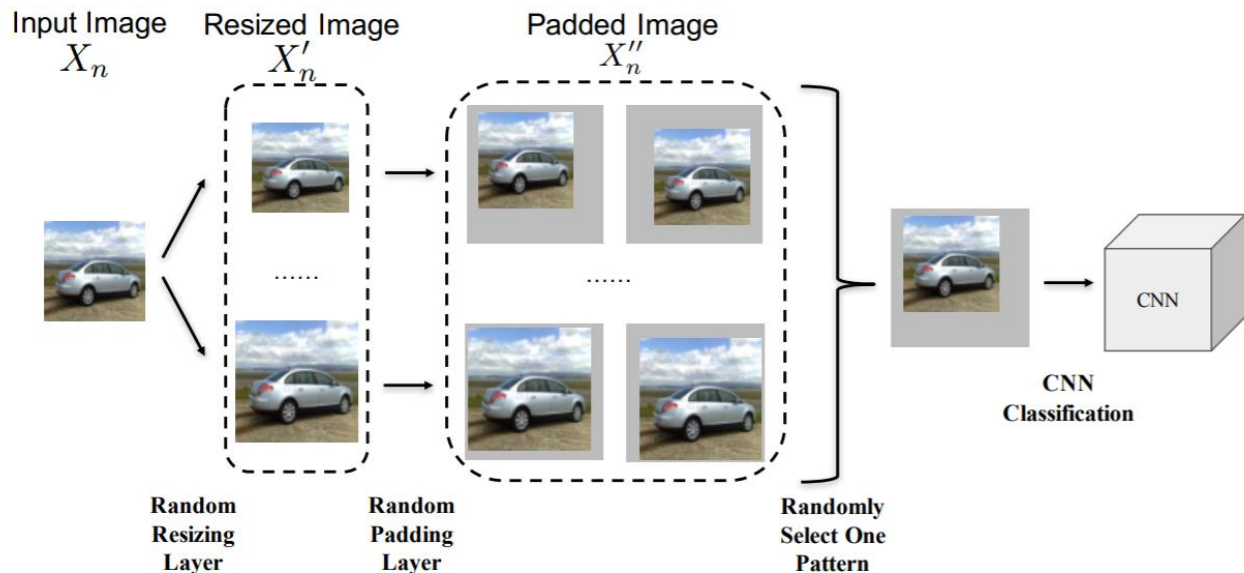 Input Image
Xₙ
Resized Image
X′ₙ
Padded Image
X″ₙ
......
......
CNN
CNN
Classification
Random
Resizing
Layer
Random
Padding
Layer
Randomly
Select One
Pattern